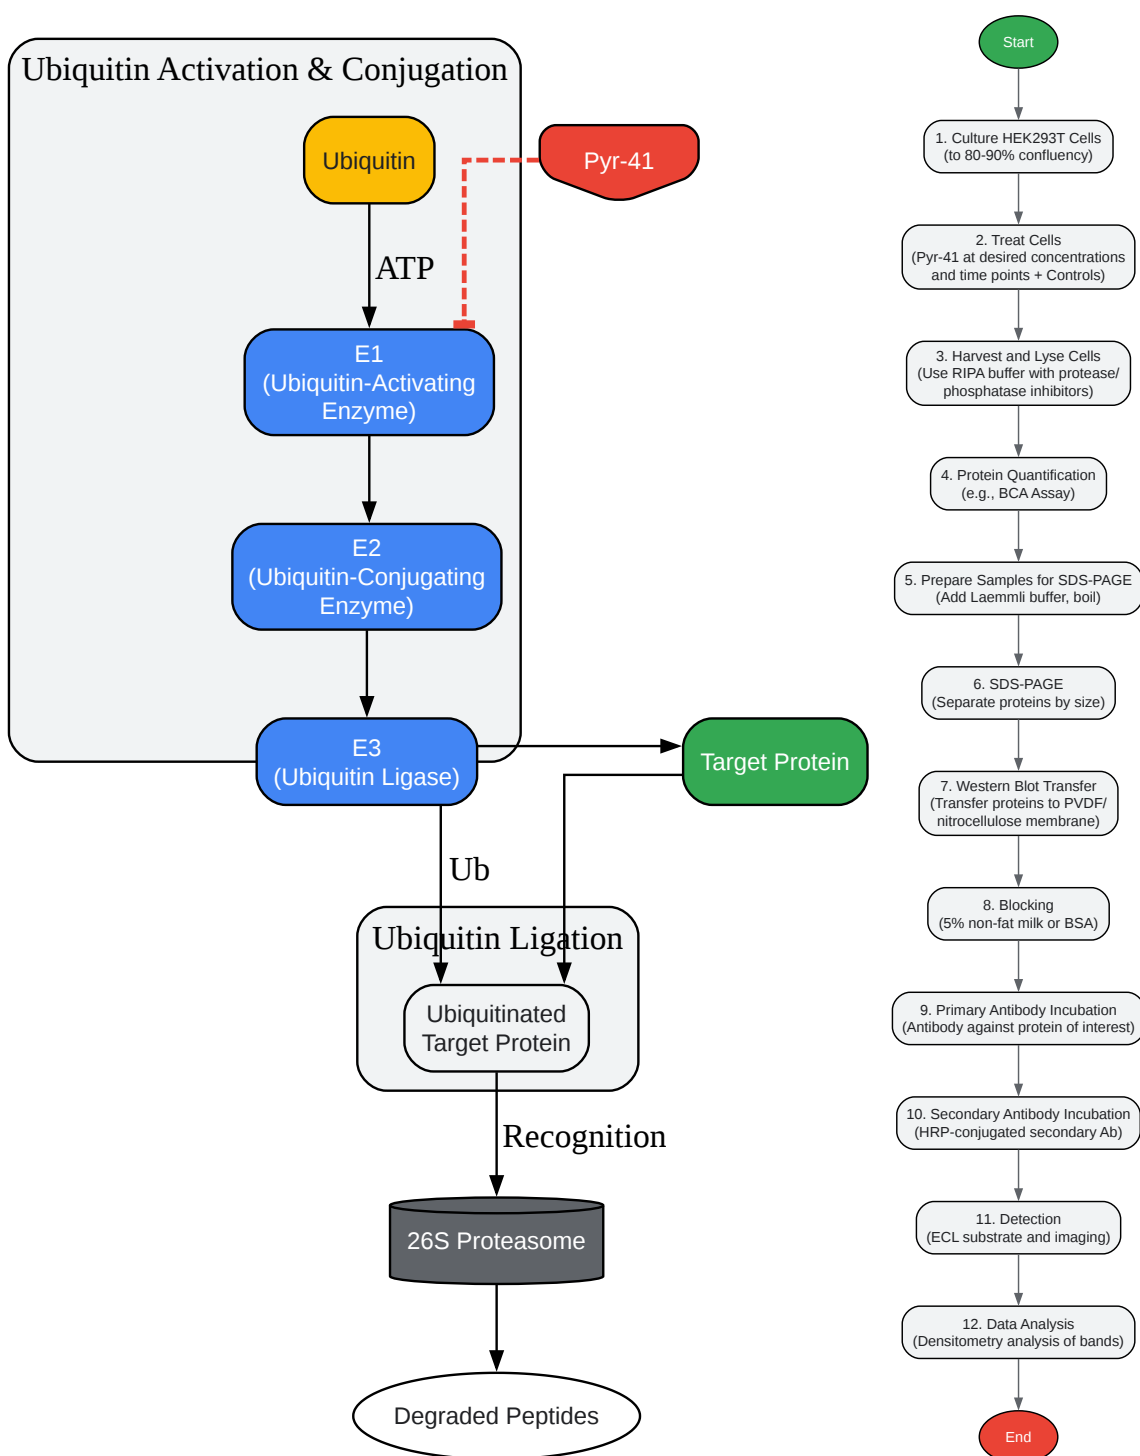 Ubiquitin Activation & Conjugation
Ubiquitin
Pyr-41
ATP
E1
(Ubiquitin-Activating
Enzyme)
E2
(Ubiquitin-Conjugating
Enzyme)
E3
(Ubiquitin Ligase)
Target Protein
Ub
Ubiquitin Ligation
Ubiquitinated
Target Protein
Recognition
26S Proteasome
Degraded Peptides
Start
1. Culture HEK293T Cells
(to 80-90% confluency)
2. Treat Cells
(Pyr-41 at desired concentrations
and time points + Controls)
3. Harvest and Lyse Cells
(Use RIPA buffer with protease/
phosphatase inhibitors)
4. Protein Quantification
(e.g., BCA Assay)
5. Prepare Samples for SDS-PAGE
(Add Laemmli buffer, boil)
6. SDS-PAGE
(Separate proteins by size)
7. Western Blot Transfer
(Transfer proteins to PVDF/
nitrocellulose membrane)
8. Blocking
(5% non-fat milk or BSA)
9. Primary Antibody Incubation
(Antibody against protein of interest)
10. Secondary Antibody Incubation
(HRP-conjugated secondary Ab)
11. Detection
(ECL substrate and imaging)
12. Data Analysis
(Densitometry analysis of bands)
End